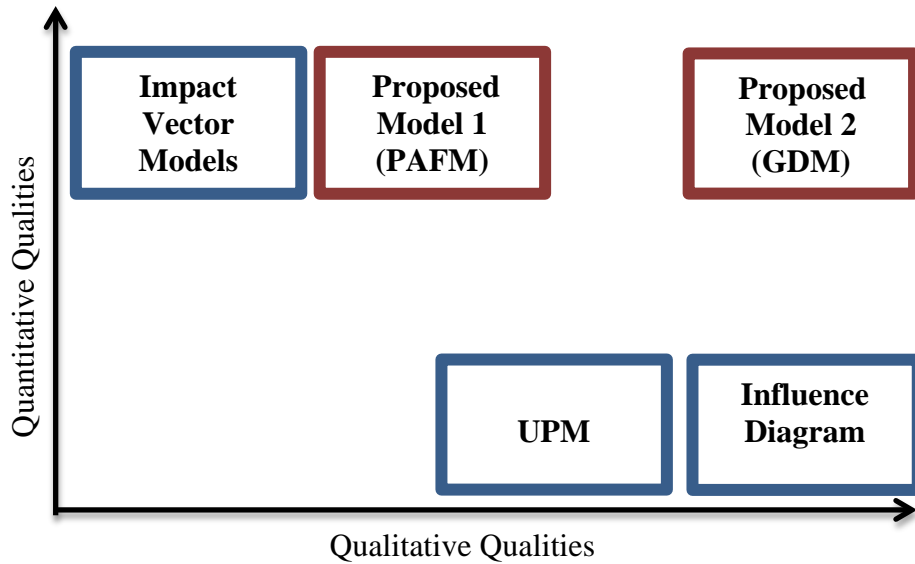 Impact
Vector
Models
Proposed
Model 1
(PAFM)
Proposed
Model 2
(GDM)
Quantitative Qualities
UPM
Influence
Diagram
Qualitative Qualities